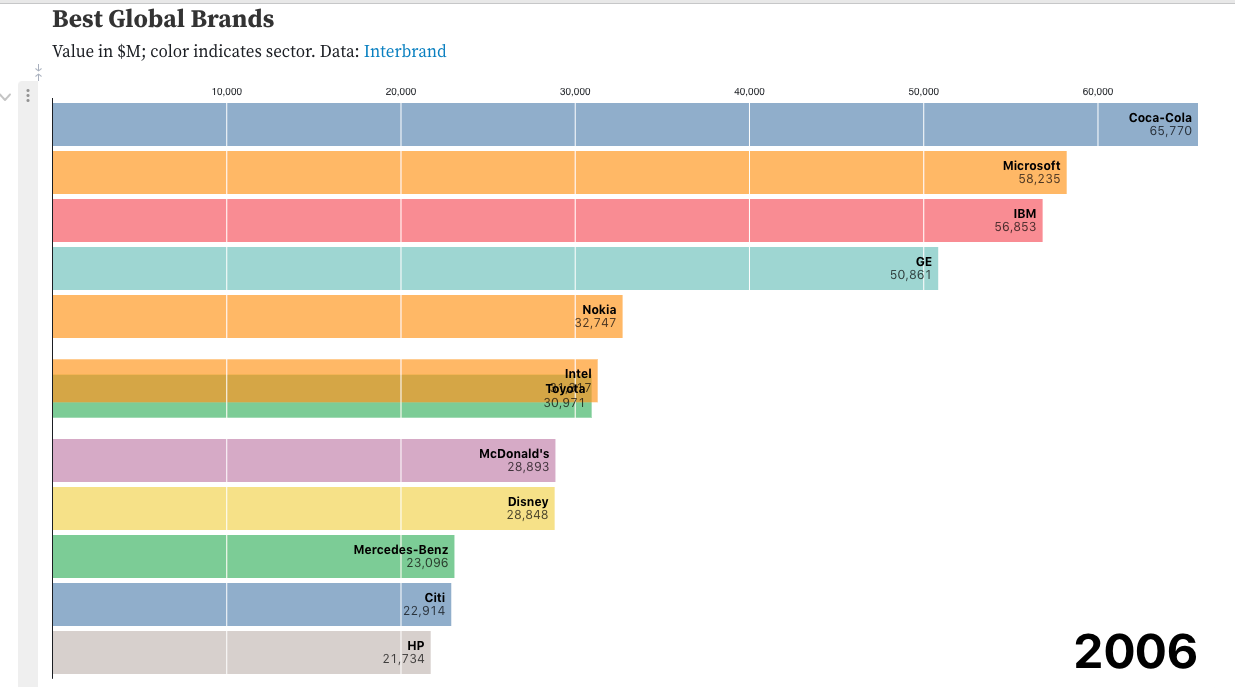 Best Global Brands
Value in $M; color indicates sector. Data: Interbrand
10,000 20,000 30,000 40,000 50,000 60,000
Coca-Cola
65,770
Microsoft
58,235
IBM
56,853
GE
50,861
Nokia
32,747
Intel
Toyota
30,971
McDonald's
28,893
Disney
28,848
Mercedes-Benz
23,096
Citi
22,914
HP
21,734
2006